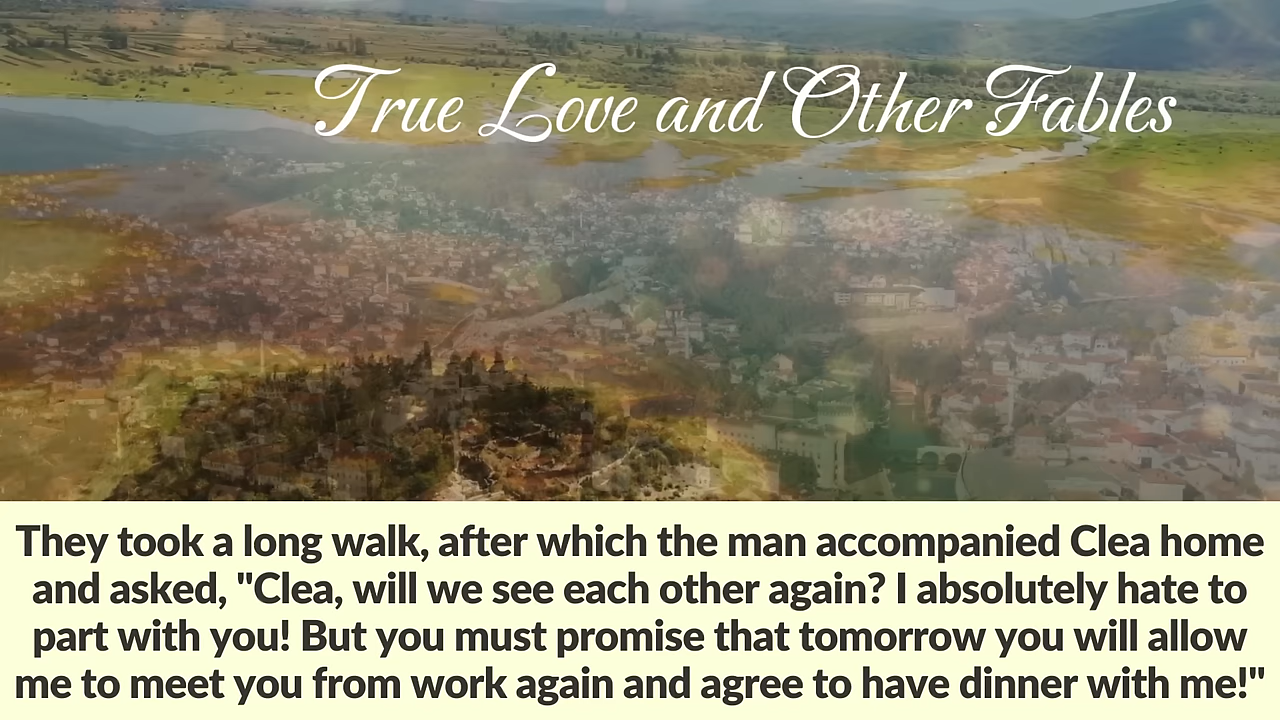 True Love and Other Fables
They took a long walk, after which the man accompanied Clea home
and asked, "Clea, will we see each other again? I absolutely hate to
part with you! But you must promise that tomorrow you will allow
me to meet you from work again and agree to have dinner with me!"